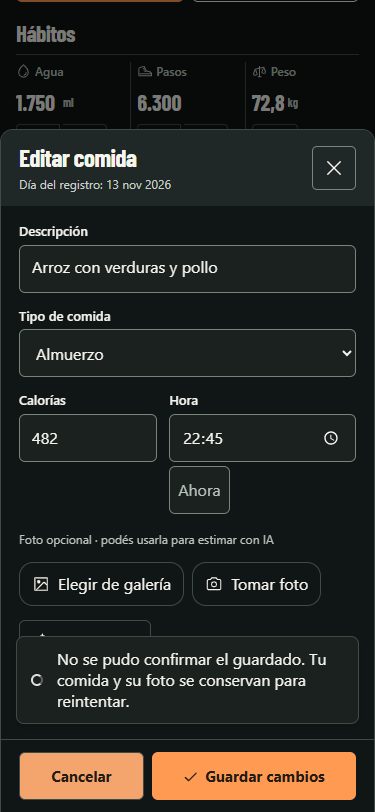 Hábitos
Agua
Pasos
Peso
1.750 ml
6.300
72,8 kg
Editar comida
Día del registro: 13 nov 2026
Descripción
Arroz con verduras y pollo
Tipo de comida
Almuerzo
Calorías
Hora
482
22:45
Ahora
Foto opcional · podés usarla para estimar con IA
Elegir de galería
Tomar foto
No se pudo confirmar el guardado. Tu
comida y su foto se conservan para
reintentar.
Cancelar
Guardar cambios